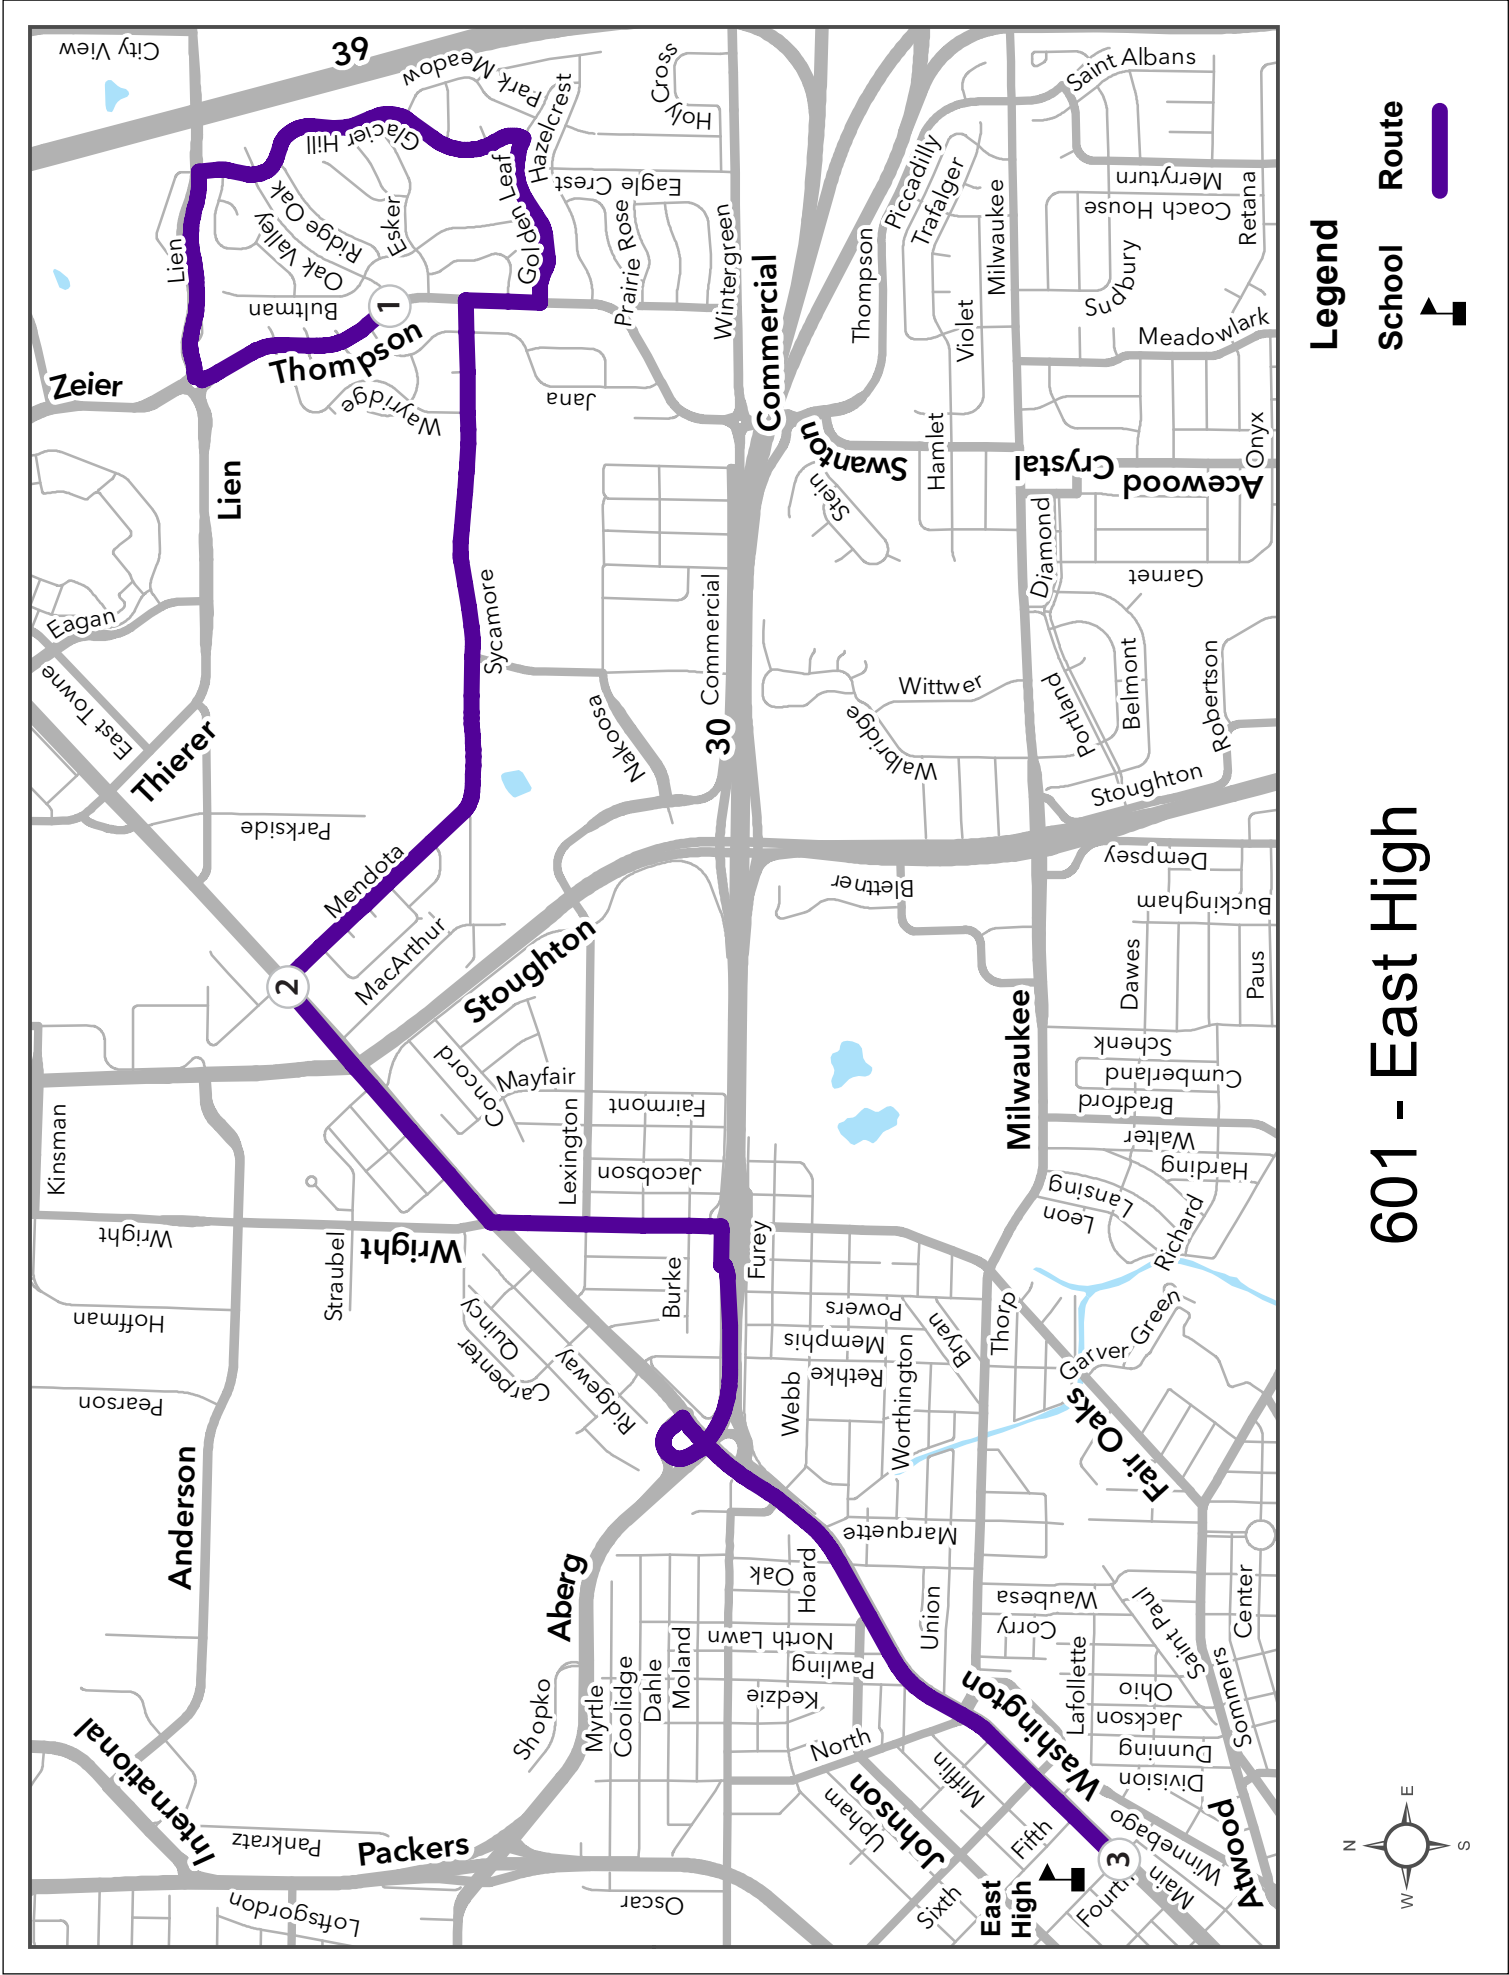 City View
39
Park Meadow
Holy Cross
Hazelcrest
Glacier Hill
Golden Leaf
Eagle Crest
Saint Albans
Piccadilly
Trafalger
Milwaukee
Merryturn
Coach House
Retana
Lien
Oak Valley
Ridge Oak
Esker
Bultman
1
Thompson
Wayridge
Prairie Rose
Wintergreen
Commercial
Thompson
Violet
Sudbury
Meadowlark
Zeier
Jana
Lien
Swanton
Stein
Hamlet
Crystal
Acewood
Onyx
Eagan
East Towne
Thierer
Sycamore
Nakoosa
Commercial
30
Walbridge
Wittwer
Diamond
Garnet
Portland
Belmont
Robertson
Stoughton
Parkside
Mendota
MacArthur
2
Stoughton
Blettner
Dempsey
Buckingham
Dawes
Paus
Milwaukee
Schenk
Cumberland
Bradford
Walter
Harding
Lansing
Leon
Richard
Kinsman
Concord
Mayfair
Fairmont
Lexington
Jacobson
Wright
Wright
Straubel
Hoffman
Pearson
Quincy
Carpenter
Ridgeway
Burke
Furey
Powers
Memphis
Rethke
Webb
Worthington
Bryan
Thorp
Garver Green
Fair Oaks
Anderson
Aberg
Marquette
Oak
Hoard
North Lawn
Pawling
Kedzie
Union
Waubesa
Corry
Lafollette
Saint Paul
Center
Sommers
Ohio
Jackson
Dunning
Division
Shopko
Myrtle
Coolidge
Dahle
Moland
North
Washington
Johnson
Mifflin
Upham
International
Pankratz
Packers
Loftsgordon
Oscar
Fifth
Sixth
Fourth
Winnebago
Main
Atwood
East
High
3
Legend
School
Route
601 - East High
N
E
S
W